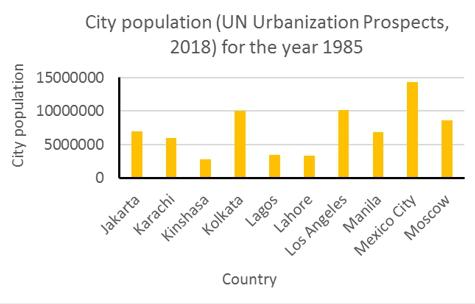 City population (UN Urbanization Prospects,
2018) for the year 1985
City population
15000000
10000000
5000000
0
Jakarta
Karachi
Kinshasa
Kolkata
Lagos
Lahore
Los Angeles
Manila
Mexico City
Moscow
Country